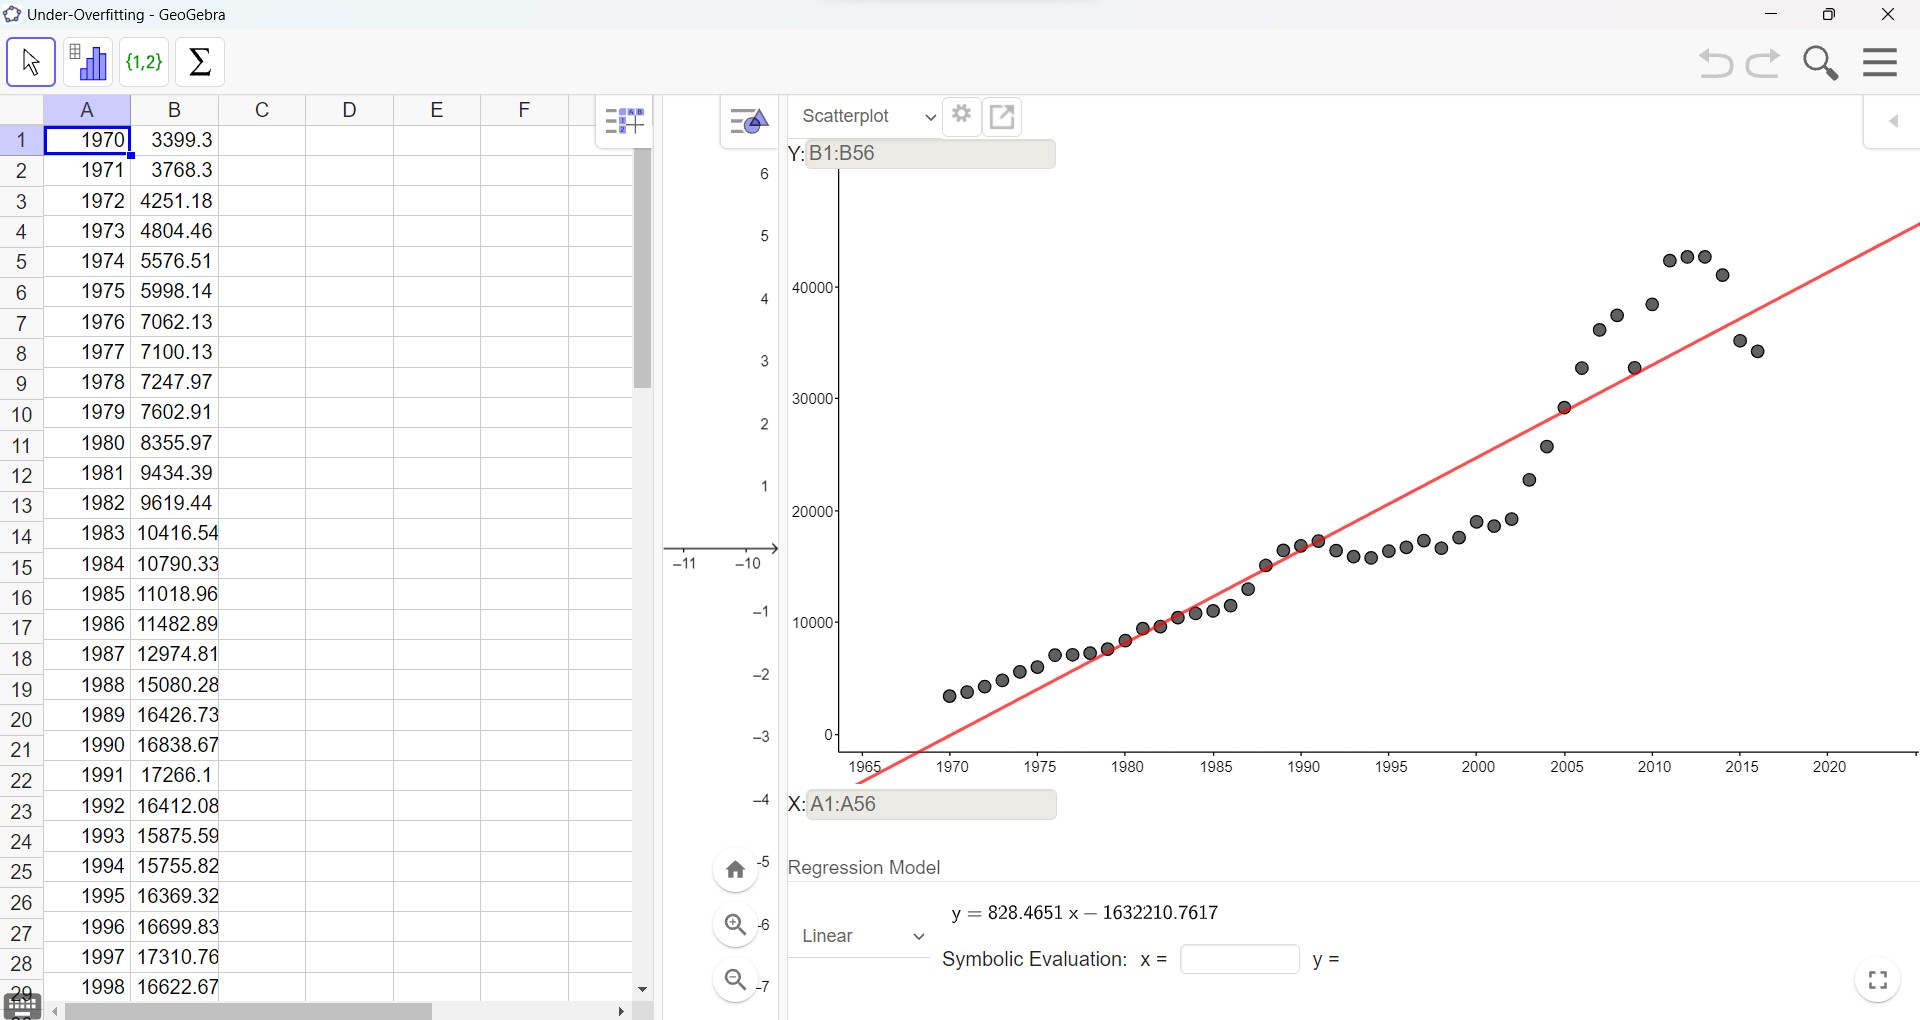 Under-Overfitting - GeoGebra
{1,2}
Σ
A B C D E F
1 1970 3399.3
2 1971 3768.3
3 1972 4251.18
4 1973 4804.46
5 1974 5576.51
6 1975 5998.14
7 1976 7062.13
8 1977 7100.13
9 1978 7247.97
10 1979 7602.91
11 1980 8355.97
12 1981 9434.39
13 1982 9619.44
14 1983 10416.54
15 1984 10790.33
16 1985 11018.96
17 1986 11482.89
18 1987 12974.81
19 1988 15080.28
20 1989 16426.73
21 1990 16838.67
22 1991 17266.1
23 1992 16412.08
24 1993 15875.59
25 1994 15755.82
26 1995 16369.32
27 1996 16699.83
28 1997 17310.76
29 1998 16622.67
6
5
4
3
2
1
-11 -10
-1
-2
-3
-4
-5
-6
-7
Scatterplot
Y: B1:B56
40000
30000
20000
10000
0
1965 1970 1975 1980 1985 1990 1995 2000 2005 2010 2015 2020
X: A1:A56
Regression Model
y = 828.4651 x − 1632210.7617
Linear
Symbolic Evaluation: x = y =